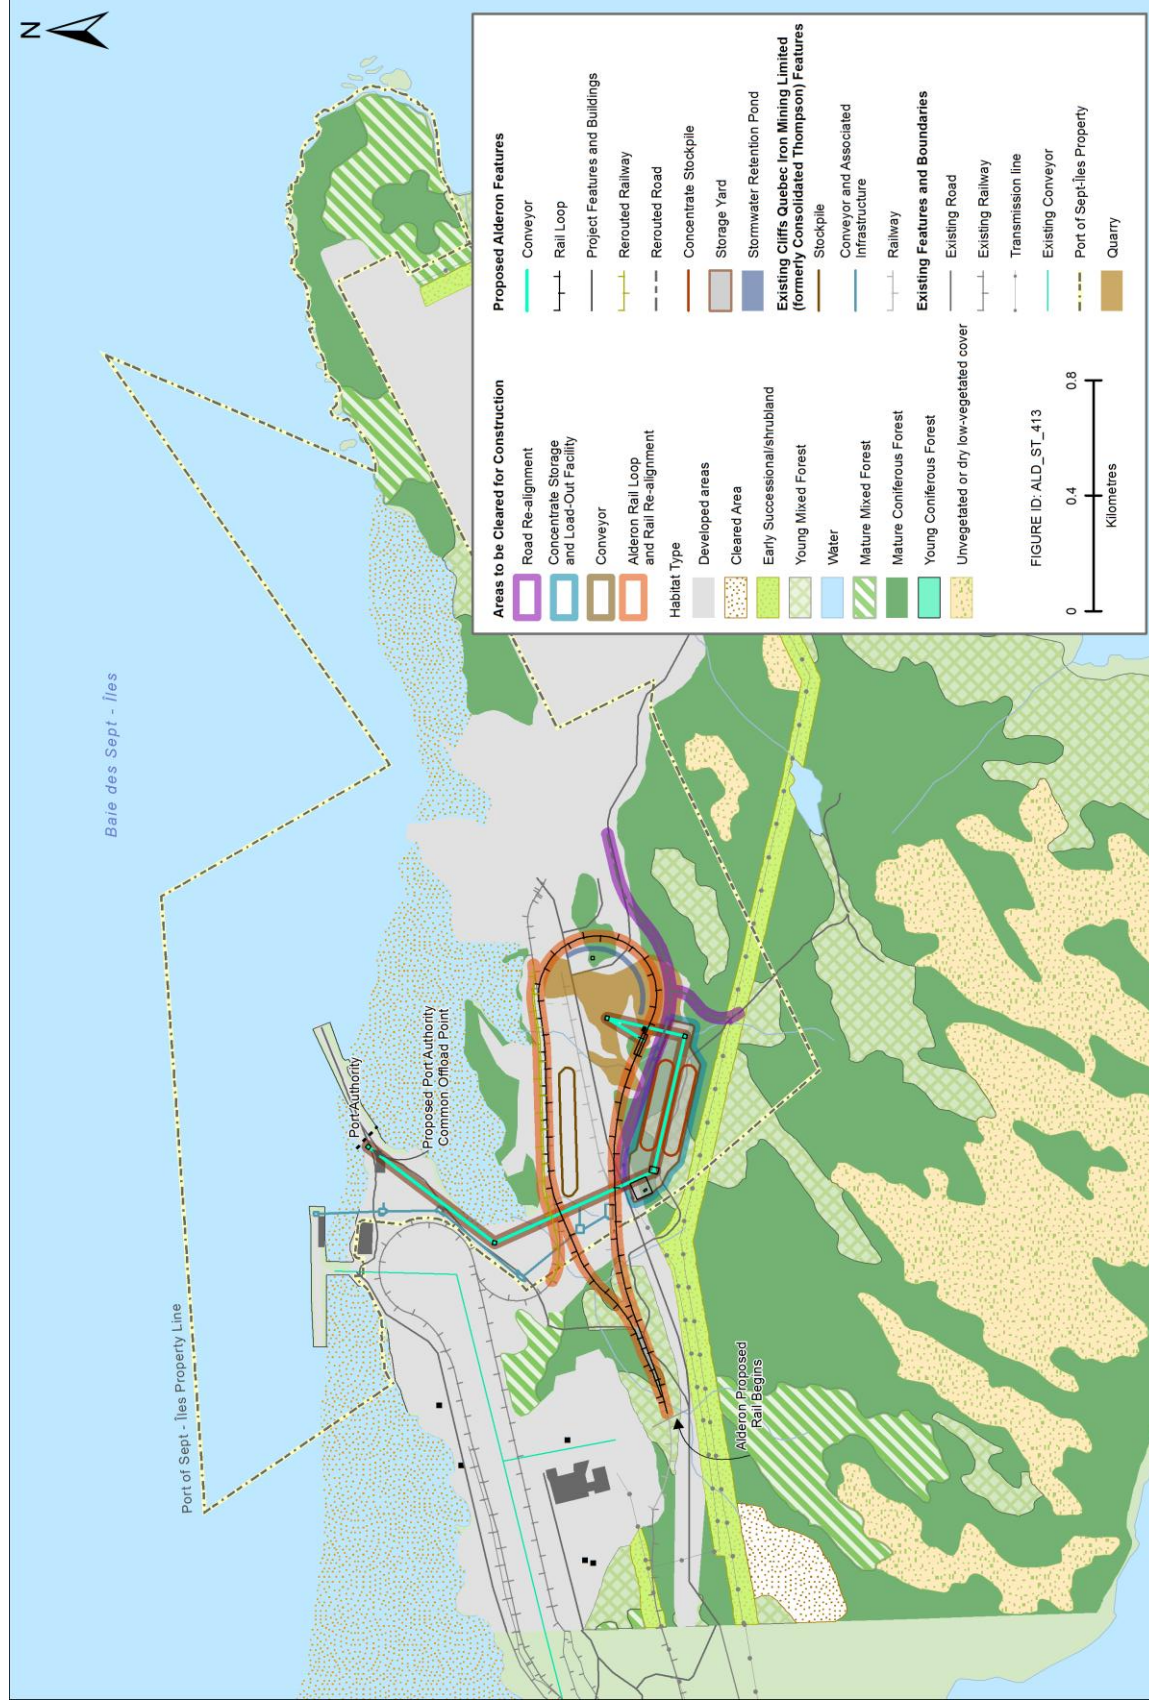 N
Baie des Sept - Îles
Port of Sept - Îles Property Line
Port Authority
Proposed Port Authority
Common Offload Point
Alderon Proposed
Rail Begins
Areas to be Cleared for Construction
Road Re-alignment
Concentrate Storage
and Load-Out Facility
Conveyor
Alderon Rail Loop
and Rail Re-alignment
Habitat Type
Developed areas
Cleared Area
Early Successional/shrubland
Young Mixed Forest
Water
Mature Mixed Forest
Mature Coniferous Forest
Young Coniferous Forest
Unvegetated or dry low-vegetated cover
FIGURE ID: ALD_ST_413
0 0.4 0.8
Kilometres
Proposed Alderon Features
Conveyor
Rail Loop
Project Features and Buildings
Rerouted Railway
Rerouted Road
Concentrate Stockpile
Storage Yard
Stormwater Retention Pond
Existing Cliffs Quebec Iron Mining Limited
(formerly Consolidated Thompson) Features
Stockpile
Conveyor and Associated
Infrastructure
Railway
Existing Features and Boundaries
Existing Road
Existing Railway
Transmission line
Existing Conveyor
Port of Sept-Îles Property
Quarry